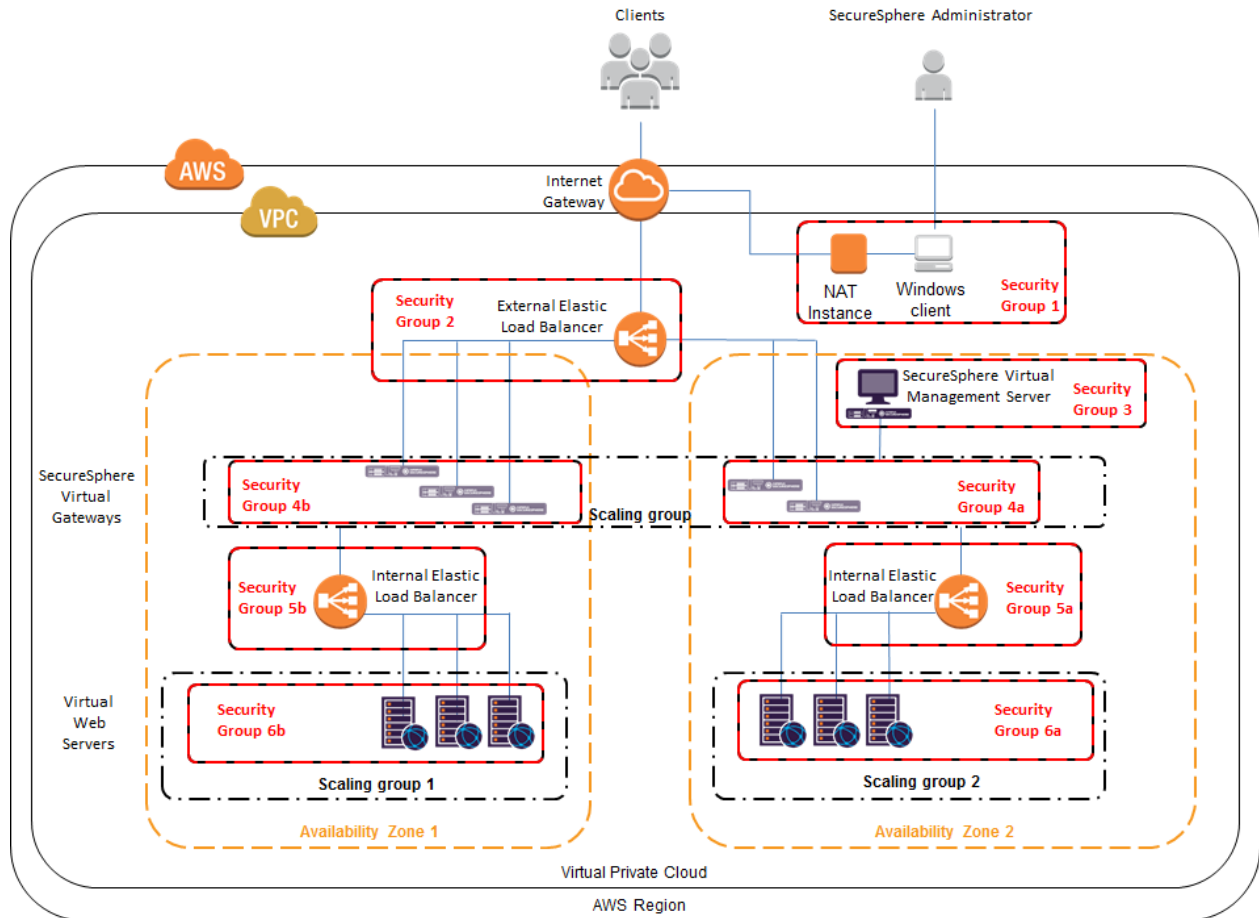 Clients
SecureSphere Administrator
AWS
Internet
Gateway
VPC
NAT
Instance
Windows
client
Security
Group 1
Security
Group 2
External Elastic
Load Balancer
SecureSphere Virtual
Management Server
Security
Group 3
SecureSphere
Virtual
Gateways
Security
Group 4b
Scaling group
Security
Group 4a
Security
Group 5b
Internal Elastic
Load Balancer
Internal Elastic
Load Balancer
Security
Group 5a
Virtual
Web
Servers
Security
Group 6b
Scaling group 1
Security
Group 6a
Scaling group 2
Availability Zone 1
Availability Zone 2
Virtual Private Cloud
AWS Region